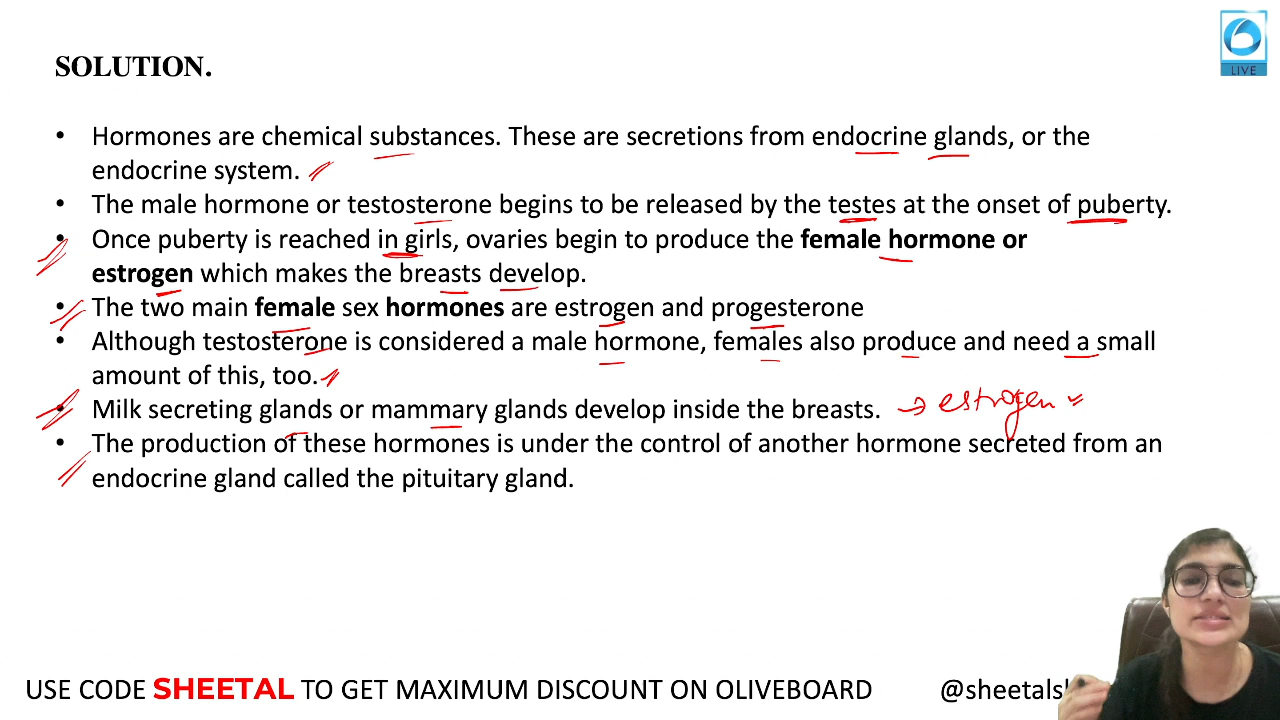 LIVE
SOLUTION.
• Hormones are chemical substances. These are secretions from endocrine glands, or the
endocrine system.
• The male hormone or testosterone begins to be released by the testes at the onset of puberty.
• Once puberty is reached in girls, ovaries begin to produce the female hormone or
estrogen which makes the breasts develop.
• The two main female sex hormones are estrogen and progesterone
• Although testosterone is considered a male hormone, females also produce and need a small
amount of this, too.
• Milk secreting glands or mammary glands develop inside the breasts. → estrogen
• The production of these hormones is under the control of another hormone secreted from an
endocrine gland called the pituitary gland.
USE CODE SHEETAL TO GET MAXIMUM DISCOUNT ON OLIVEBOARD